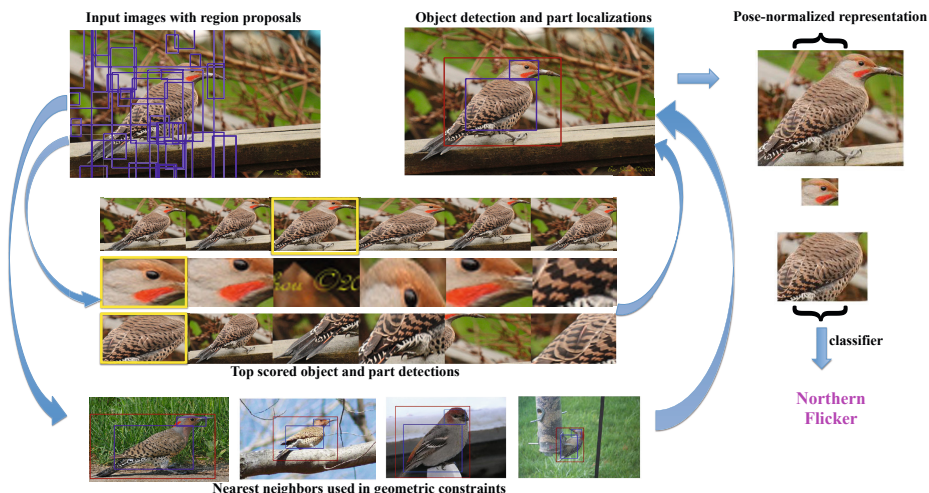 Input images with region proposals
Object detection and part localizations
Pose-normalized representation
Top scored object and part detections
classifier
Northern
Flicker
Nearest neighbors used in geometric constraints